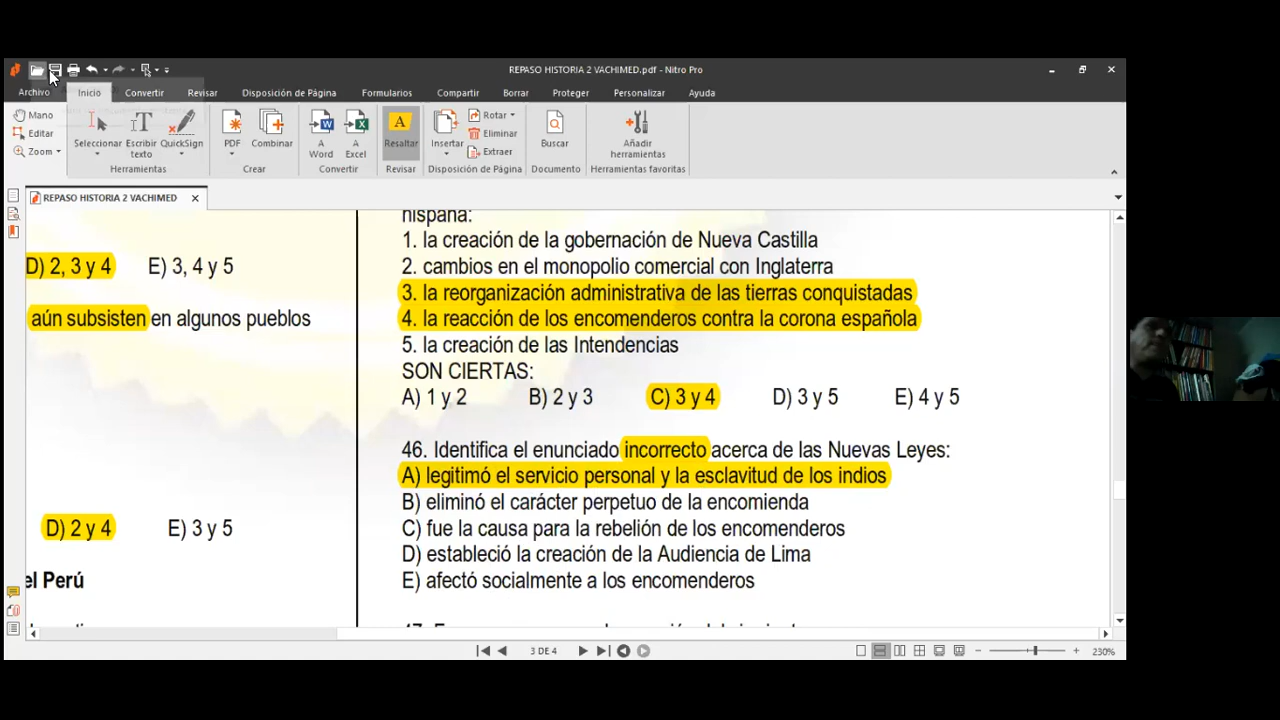 REPASO HISTORIA 2 VACHIMED.pdf - Nitro Pro
Archivo Inicio Convertir Revisar Disposición de Página Formularios Compartir Borrar Proteger Personalizar Ayuda
Mano
Editar
Zoom
Seleccionar
Escribir texto
QuickSign
Herramientas
PDF
Combinar
Crear
A Word
A Excel
Convertir
Resaltar
Revisar
Insertar
Rotar
Eliminar
Extraer
Disposición de Página
Buscar
Documento
Añadir herramientas
Herramientas favoritas
REPASO HISTORIA 2 VACHIMED
D) 2, 3 y 4 E) 3, 4 y 5
aún subsisten en algunos pueblos
D) 2 y 4 E) 3 y 5
el Perú
hispana:
1. la creación de la gobernación de Nueva Castilla
2. cambios en el monopolio comercial con Inglaterra
3. la reorganización administrativa de las tierras conquistadas
4. la reacción de los encomenderos contra la corona española
5. la creación de las Intendencias
SON CIERTAS:
A) 1 y 2 B) 2 y 3 C) 3 y 4 D) 3 y 5 E) 4 y 5
46. Identifica el enunciado incorrecto acerca de las Nuevas Leyes:
A) legitimó el servicio personal y la esclavitud de los indios
B) eliminó el carácter perpetuo de la encomienda
C) fue la causa para la rebelión de los encomenderos
D) estableció la creación de la Audiencia de Lima
E) afectó socialmente a los encomenderos
3 DE 4
230%